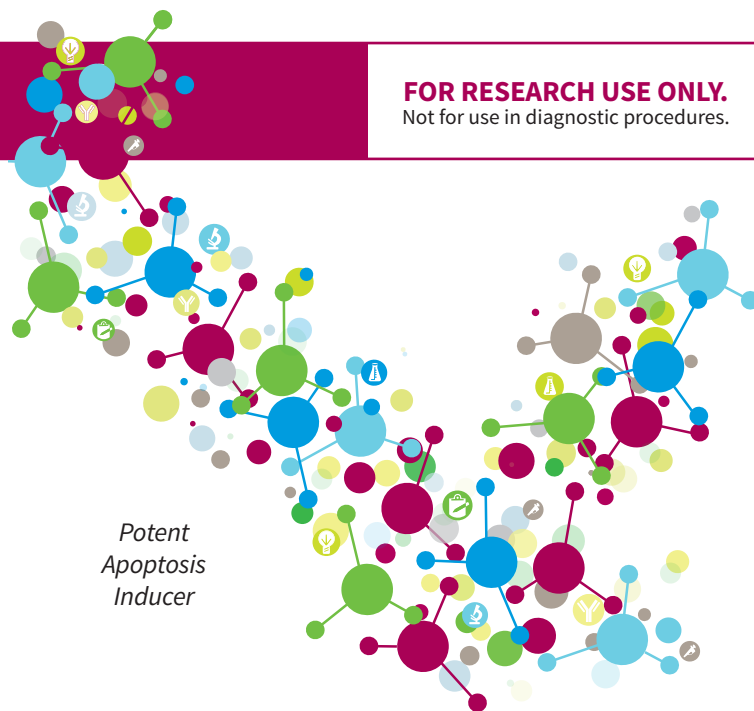 FOR RESEARCH USE ONLY.
Not for use in diagnostic procedures.
Potent
Apoptosis
Inducer